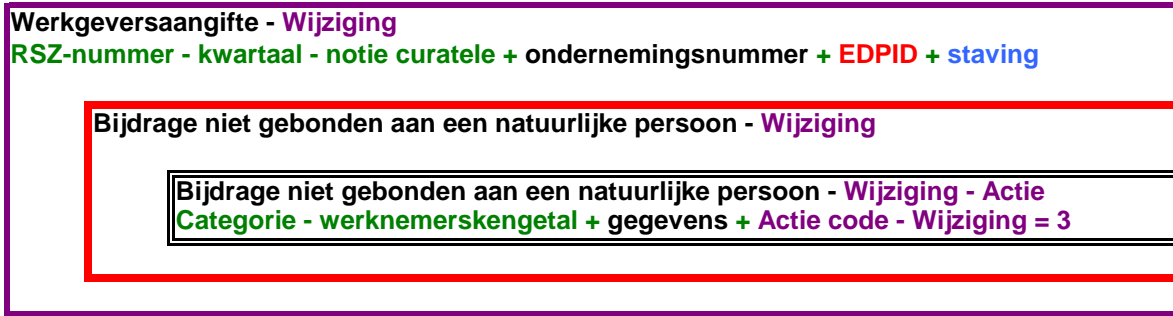 Werkgeversaangifte - Wijziging
RSZ-nummer - kwartaal - notie curatele + ondernemingsnummer + EDPID + staving
Bijdrage niet gebonden aan een natuurlijke persoon - Wijziging
Bijdrage niet gebonden aan een natuurlijke persoon - Wijziging - Actie
Categorie - werknemerskengetal + gegevens + Actie code - Wijziging = 3